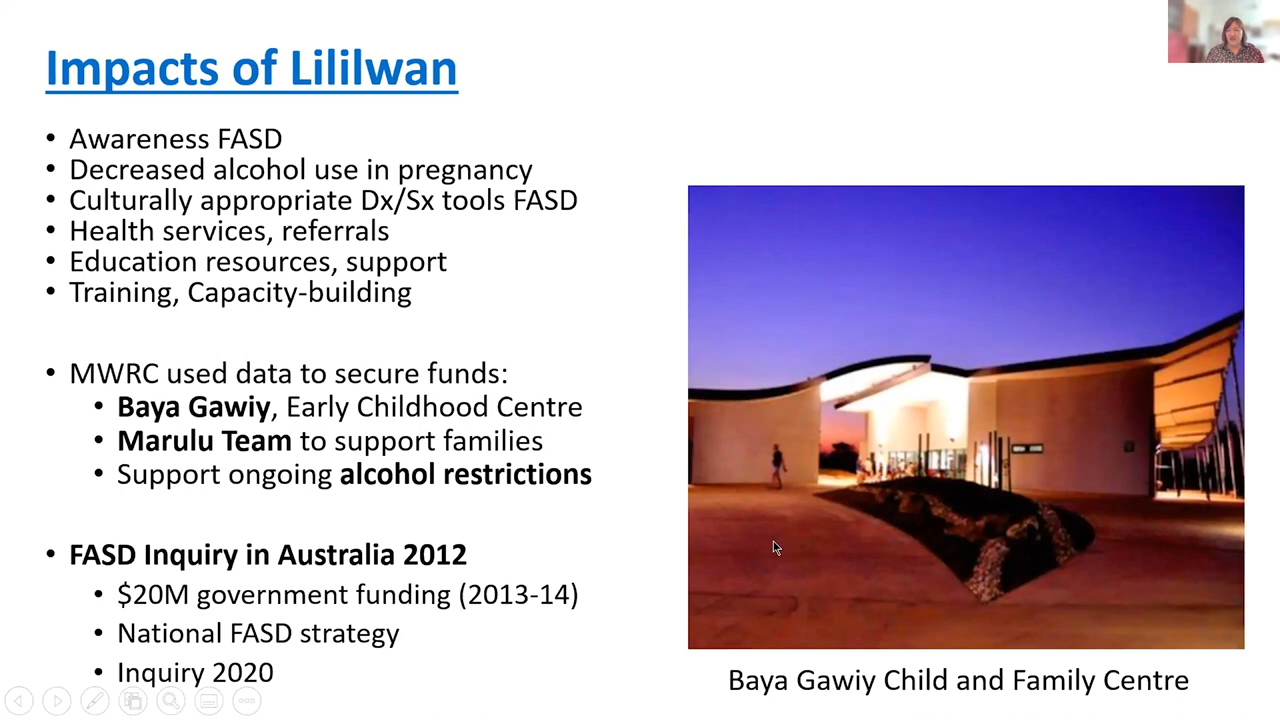 Impacts of Lililwan
• Awareness FASD
• Decreased alcohol use in pregnancy
• Culturally appropriate Dx/Sx tools FASD
• Health services, referrals
• Education resources, support
• Training, Capacity-building
• MWRC used data to secure funds:
• Baya Gawiy, Early Childhood Centre
• Marulu Team to support families
• Support ongoing alcohol restrictions
• FASD Inquiry in Australia 2012
• $20M government funding (2013-14)
• National FASD strategy
• Inquiry 2020
Baya Gawiy Child and Family Centre